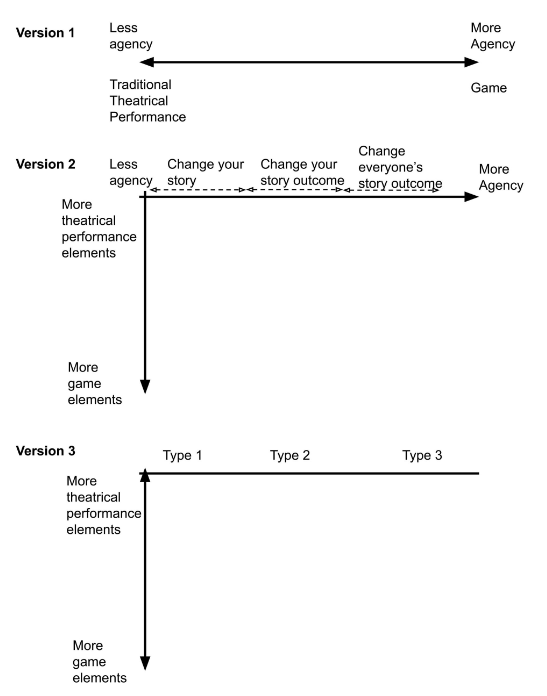 Version 1
Less
agency
More
Agency
Traditional
Theatrical
Performance
Game
Version 2
Less
agency
Change your
story
Change your
story outcome
Change
everyone's
story outcome
More
Agency
More
theatrical
performance
elements
More
game
elements
Version 3
Type 1
Type 2
Type 3
More
theatrical
performance
elements
More
game
elements